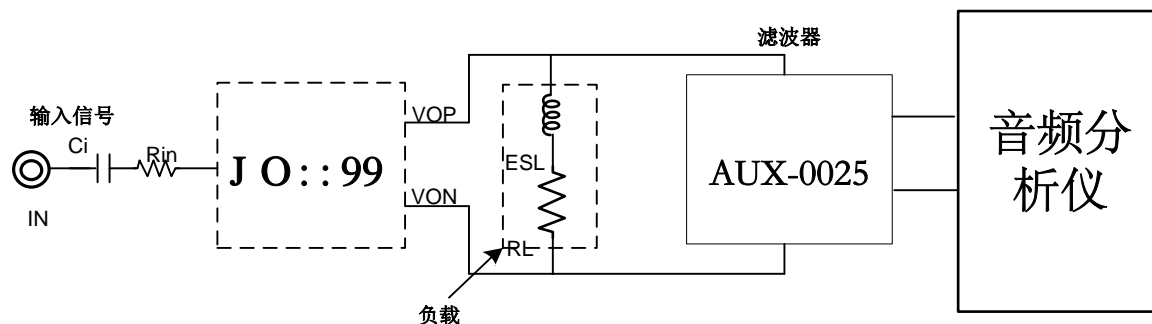 滤波器
输入信号
Ci
Rin
IN
J O : : 99
VOP
VON
ESL
RL
负载
AUX-0025
音频分
析仪